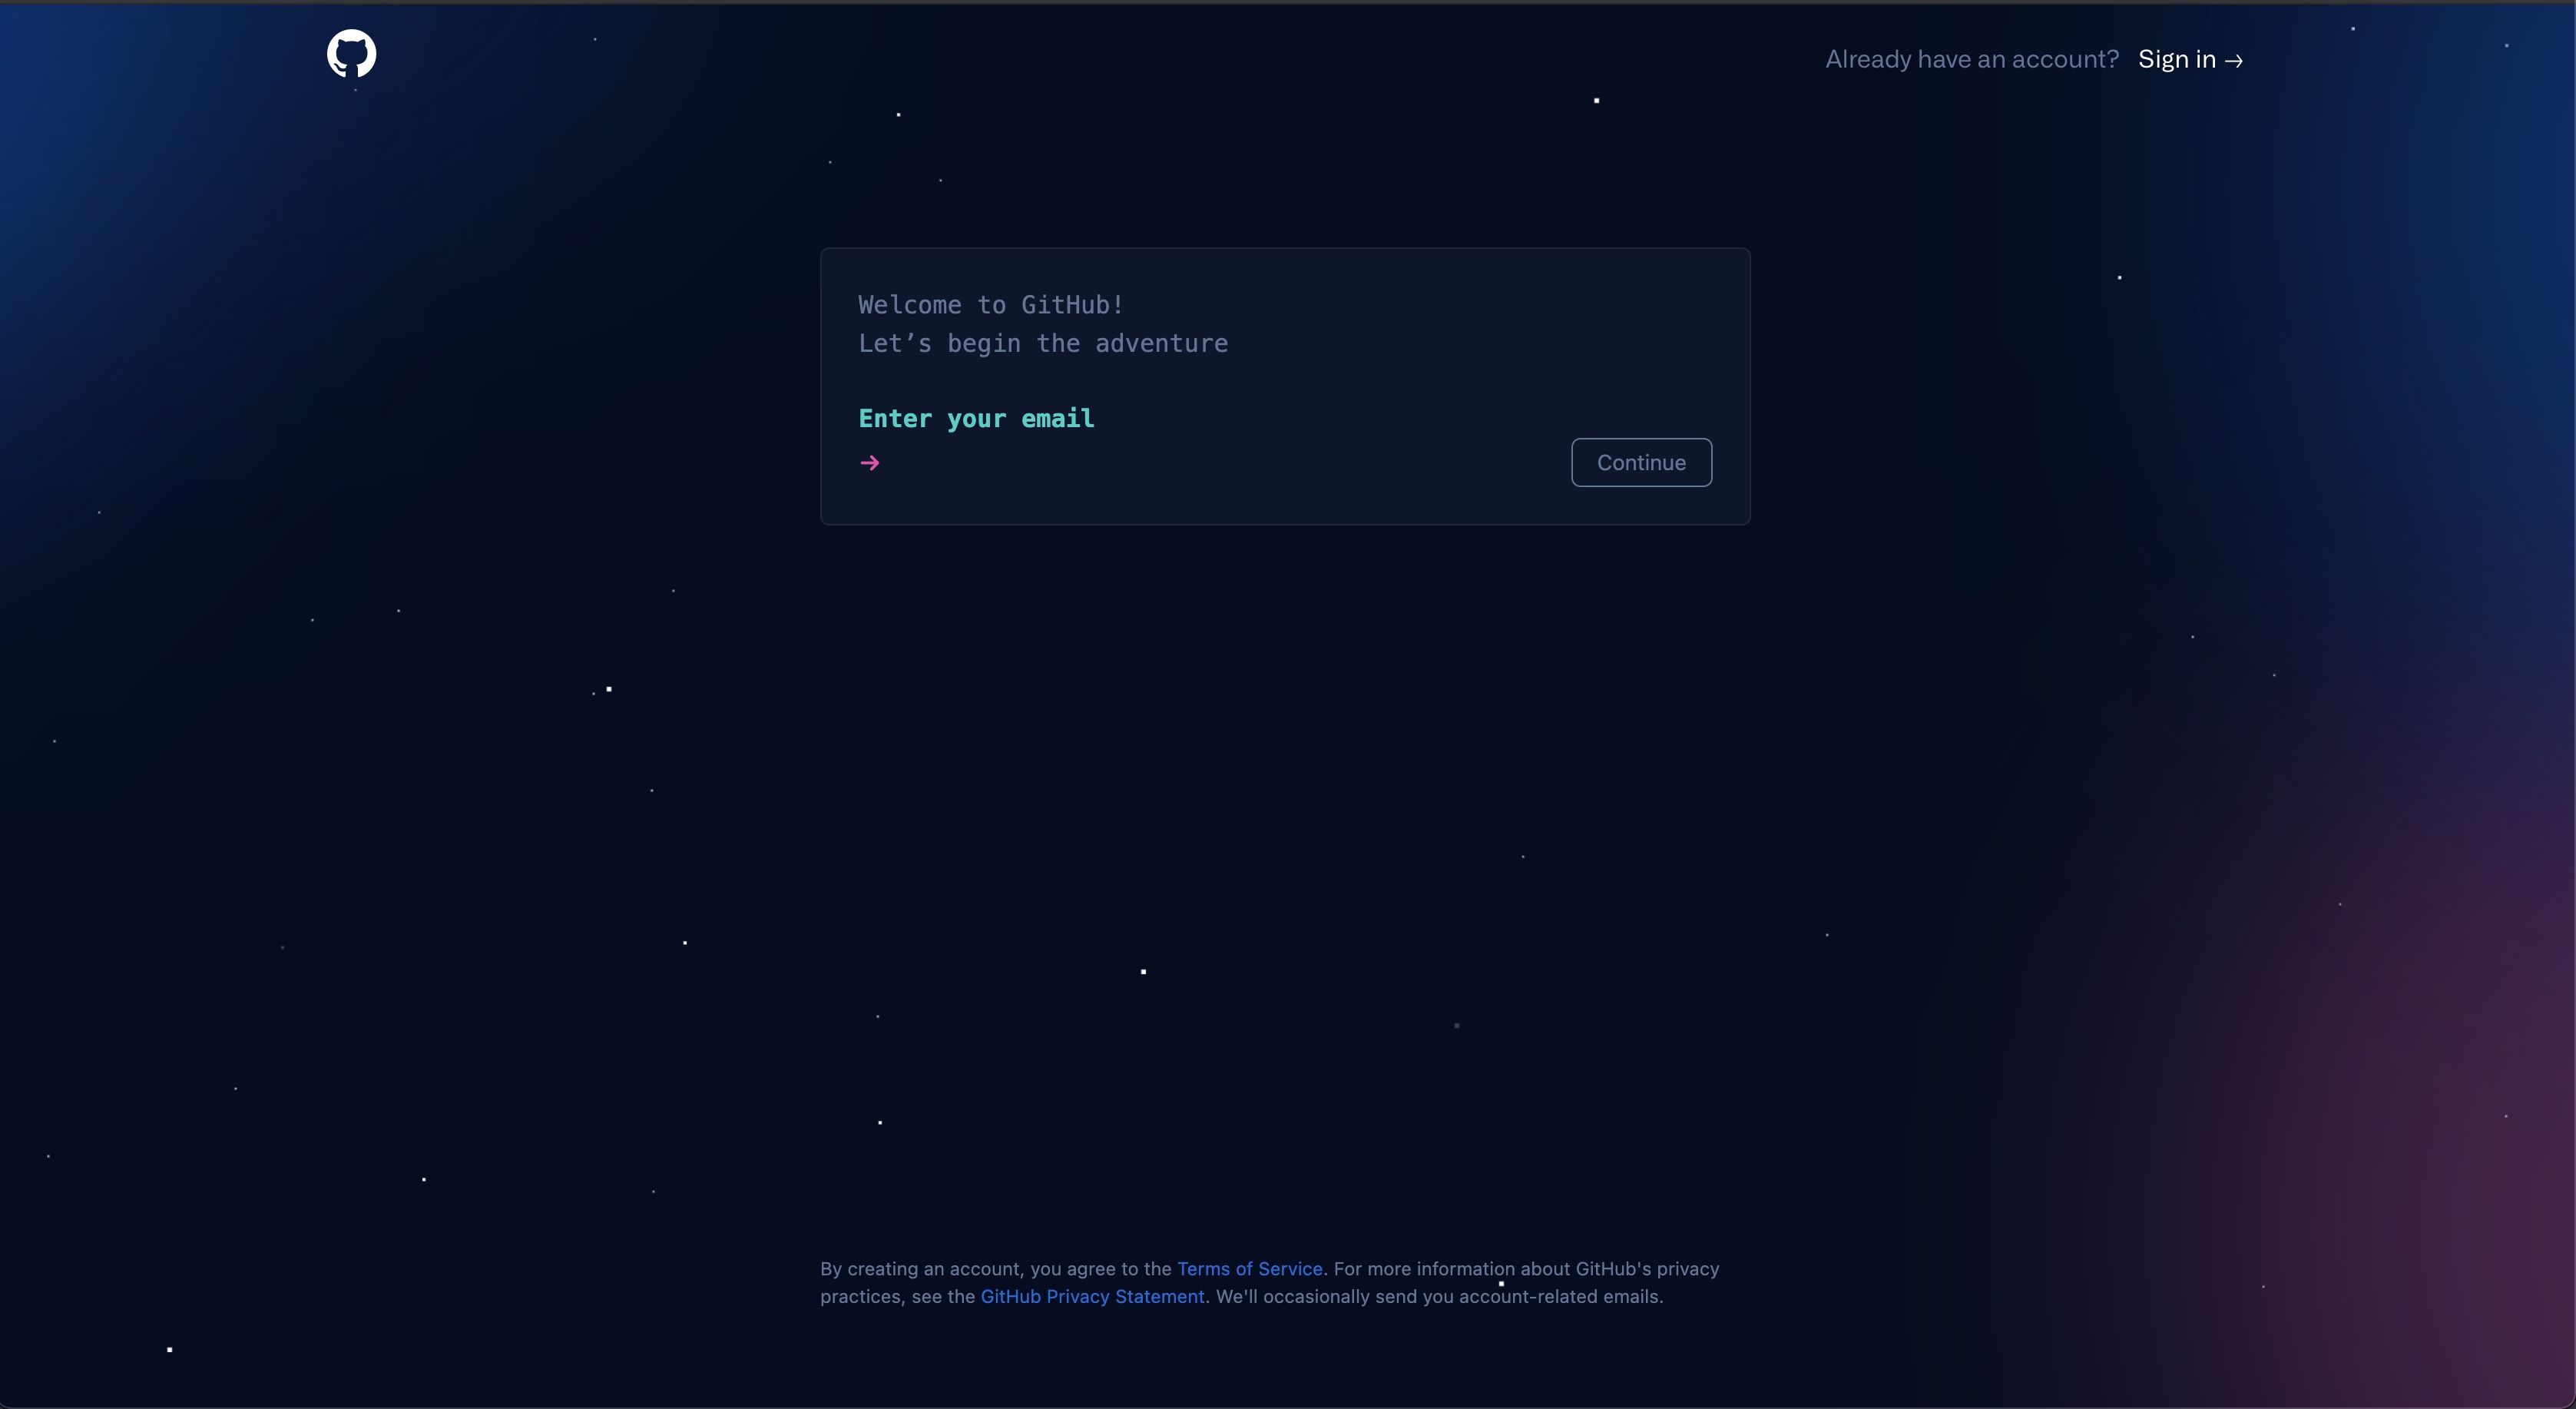 Already have an account? Sign in →
Welcome to GitHub!
Let’s begin the adventure
Enter your email
→
Continue
By creating an account, you agree to the Terms of Service. For more information about GitHub's privacy
practices, see the GitHub Privacy Statement. We'll occasionally send you account-related emails.